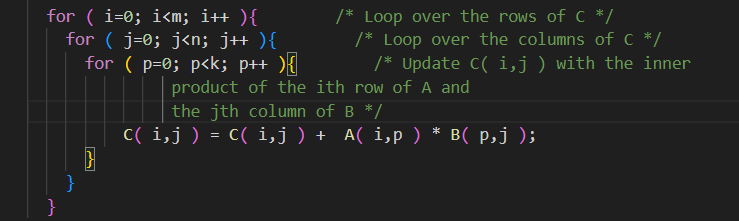 for ( i=0; i<m; i++ ){ /* Loop over the rows of C */
for ( j=0; j<n; j++ ){ /* Loop over the columns of C */
for ( p=0; p<k; p++ ){ /* Update C( i,j ) with the inner
product of the ith row of A and
the jth column of B */
C( i,j ) = C( i,j ) + A( i,p ) * B( p,j );
}
}
}